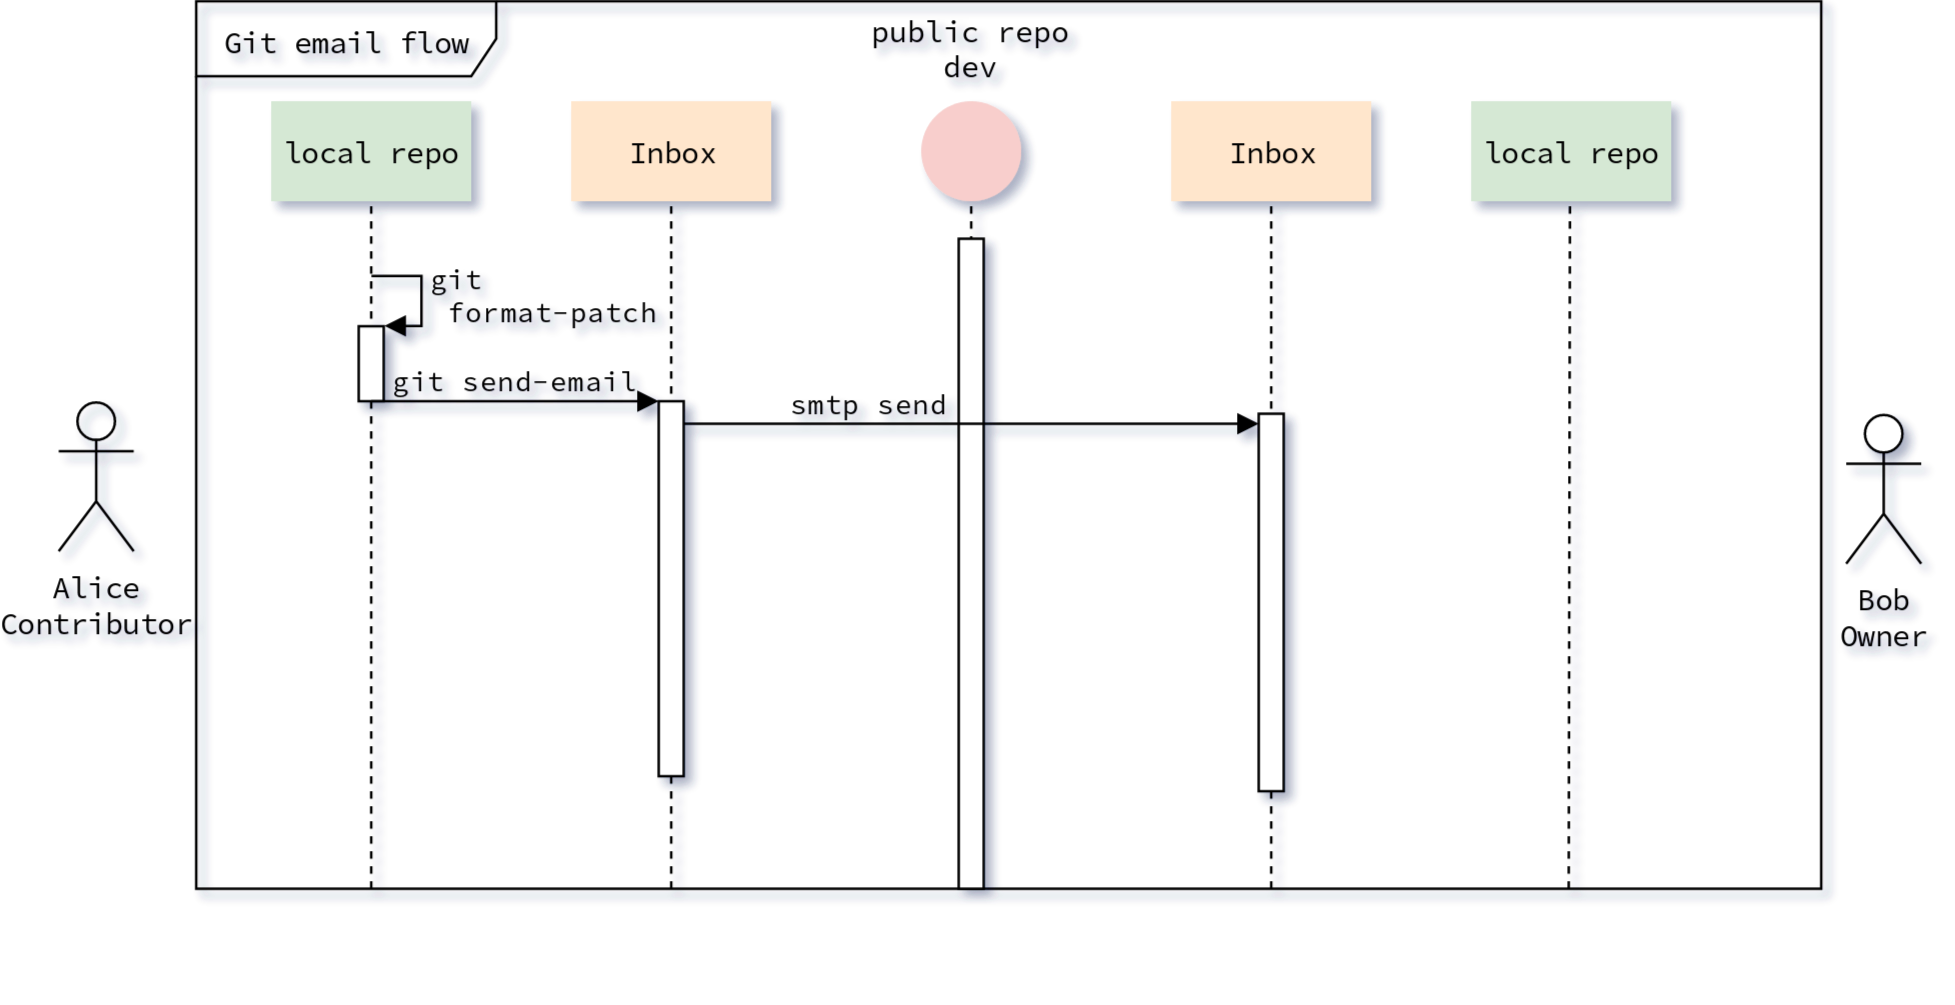 Git email flow
public repo
dev
local repo
Inbox
Inbox
local repo
git
format-patch
git send-email
smtp send
Alice
Contributor
Bob
Owner